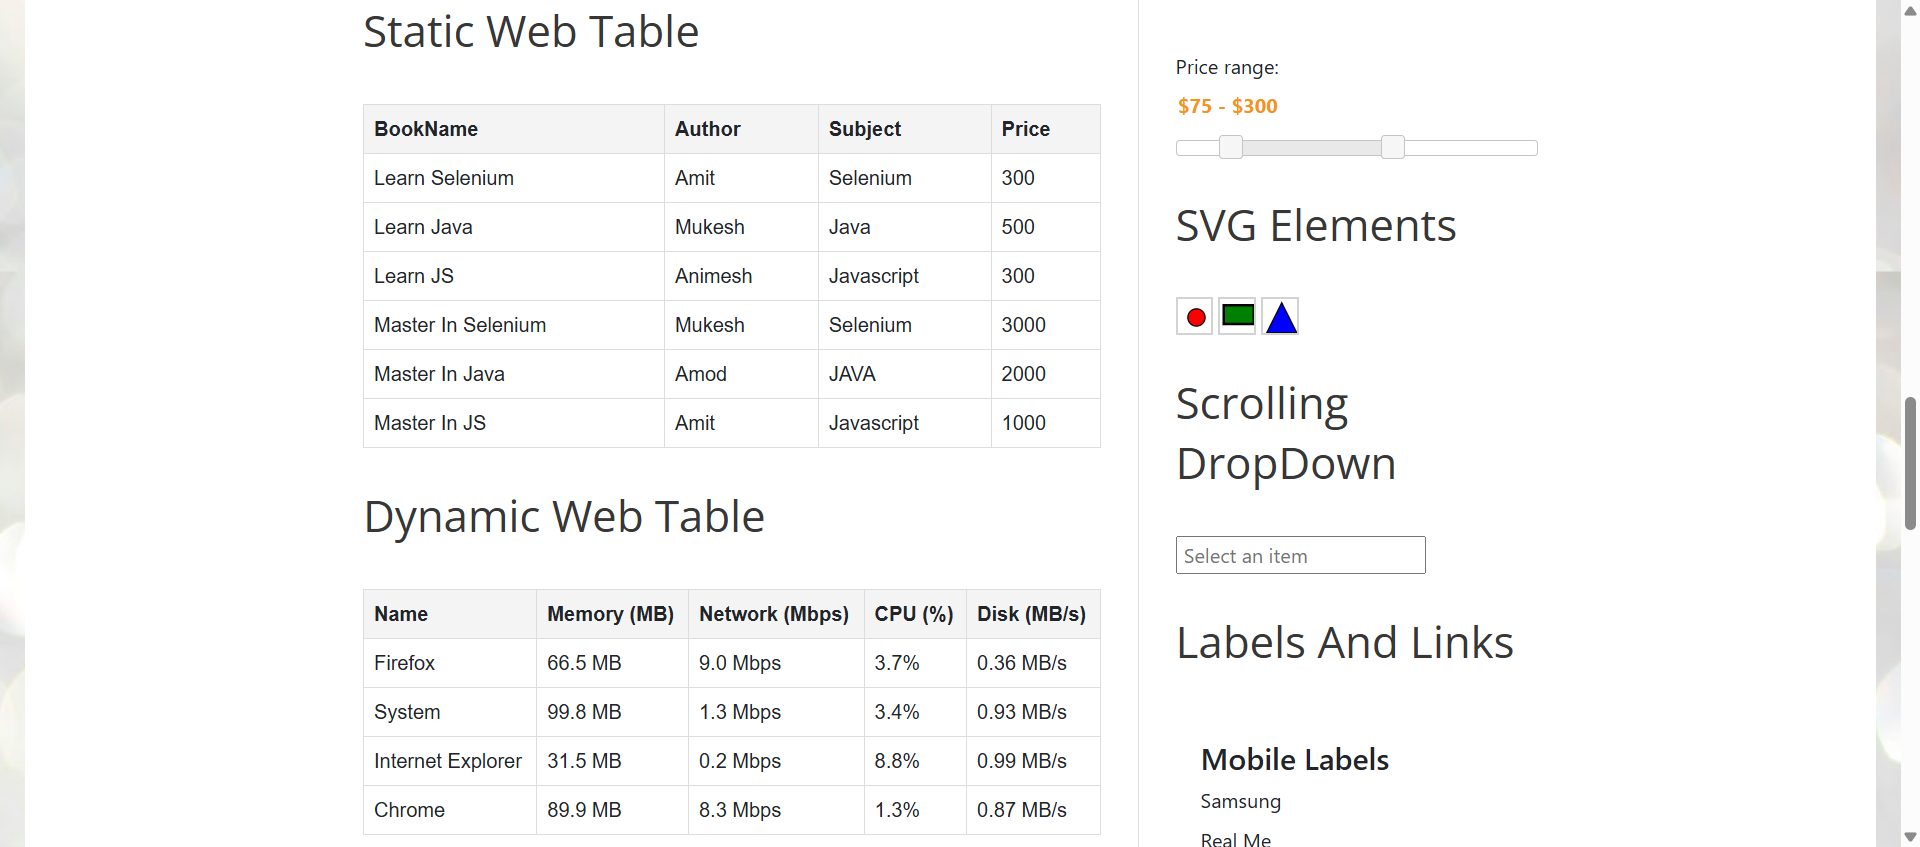 Static Web Table
BookName Author Subject Price
Learn Selenium Amit Selenium 300
Learn Java Mukesh Java 500
Learn JS Animesh Javascript 300
Master In Selenium Mukesh Selenium 3000
Master In Java Amod JAVA 2000
Master In JS Amit Javascript 1000
Dynamic Web Table
Name Memory (MB) Network (Mbps) CPU (%) Disk (MB/s)
Firefox 66.5 MB 9.0 Mbps 3.7% 0.36 MB/s
System 99.8 MB 1.3 Mbps 3.4% 0.93 MB/s
Internet Explorer 31.5 MB 0.2 Mbps 8.8% 0.99 MB/s
Chrome 89.9 MB 8.3 Mbps 1.3% 0.87 MB/s
Price range:
$75 - $300
SVG Elements
Scrolling
DropDown
Select an item
Labels And Links
Mobile Labels
Samsung
Real Me